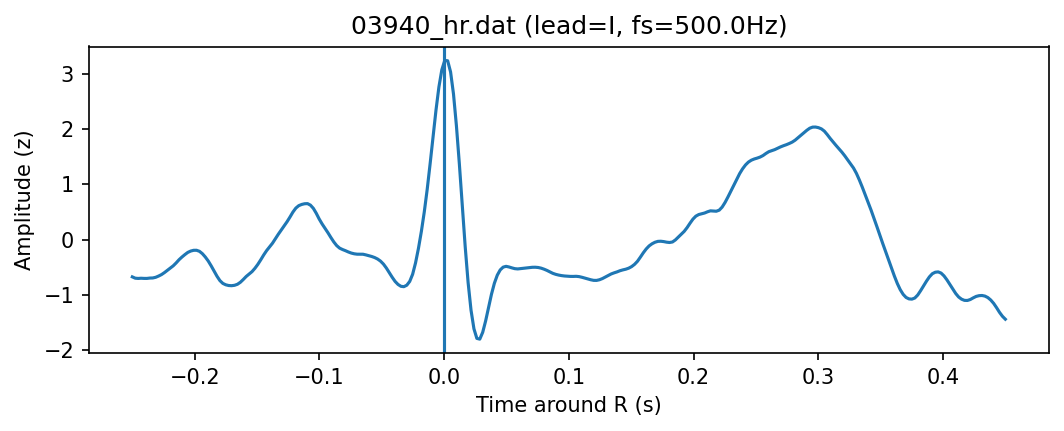 03940_hr.dat (lead=I, fs=500.0Hz)
Amplitude (z)
3
2
1
0
−1
−2
−0.2 −0.1 0.0 0.1 0.2 0.3 0.4
Time around R (s)